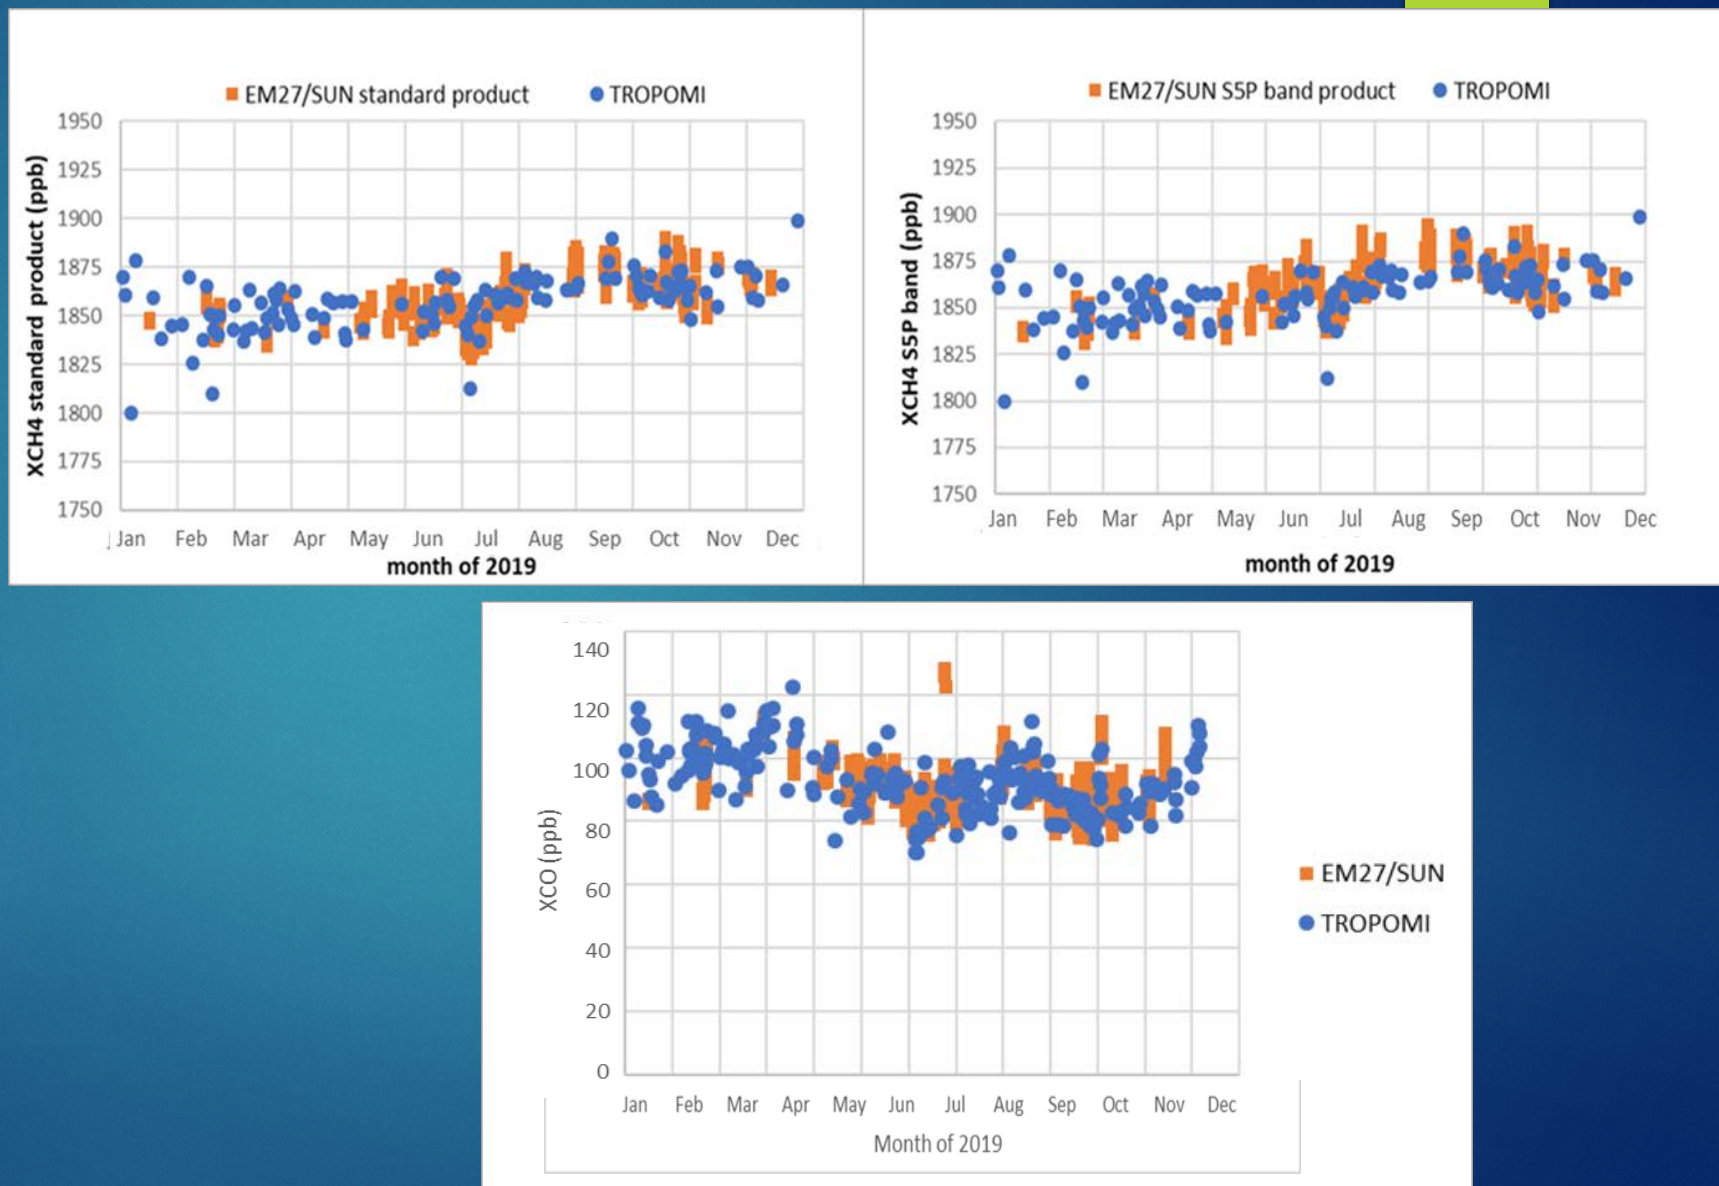 EM27/SUN standard product TROPOMI
XCH4 standard product (ppb)
1950
1925
1900
1875
1850
1825
1800
1775
1750
Jan Feb Mar Apr May Jun Jul Aug Sep Oct Nov Dec
month of 2019
EM27/SUN S5P band product TROPOMI
XCH4 S5P band (ppb)
1950
1925
1900
1875
1850
1825
1800
1775
1750
Jan Feb Mar Apr May Jun Jul Aug Sep Oct Nov Dec
month of 2019
XCO (ppb)
140
120
100
80
60
40
20
0
Jan Feb Mar Apr May Jun Jul Aug Sep Oct Nov Dec
Month of 2019
EM27/SUN
TROPOMI